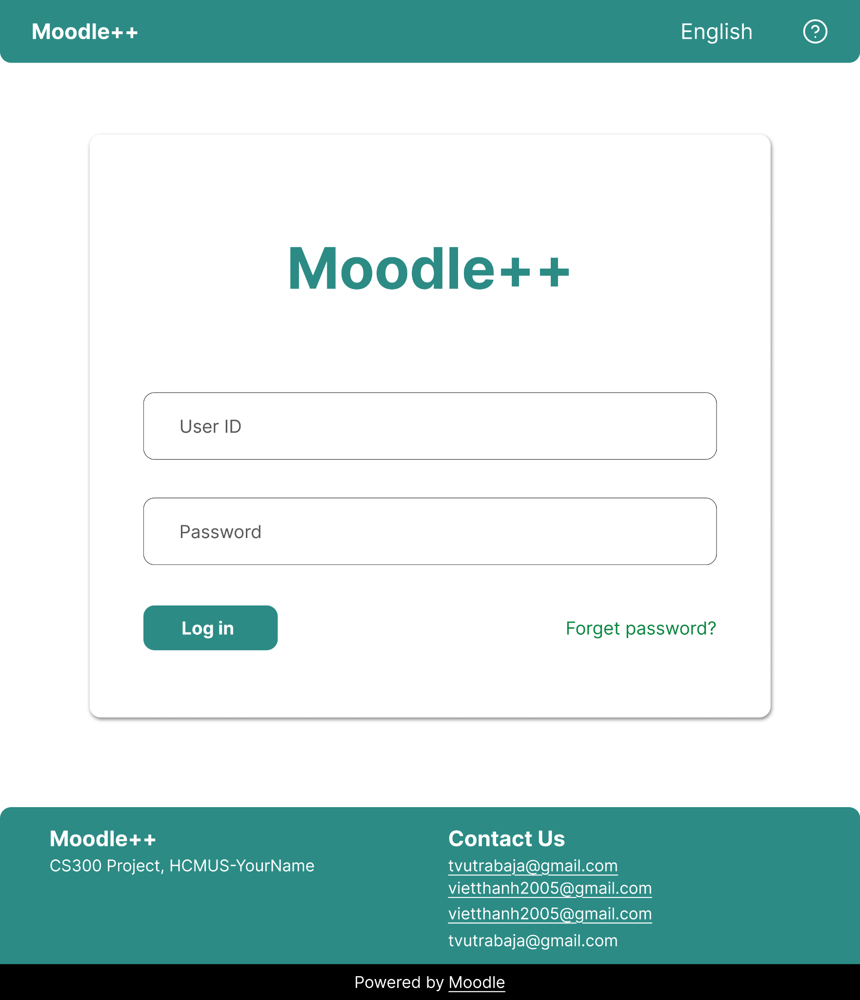 Moodle++
English
Moodle++
User ID
Password
Log in
Forget password?
Moodle++
CS300 Project, HCMUS-YourName
Contact Us
tvutrabaja@gmail.com
vietthanh2005@gmail.com
vietthanh2005@gmail.com
tvutrabaja@gmail.com
Powered by Moodle